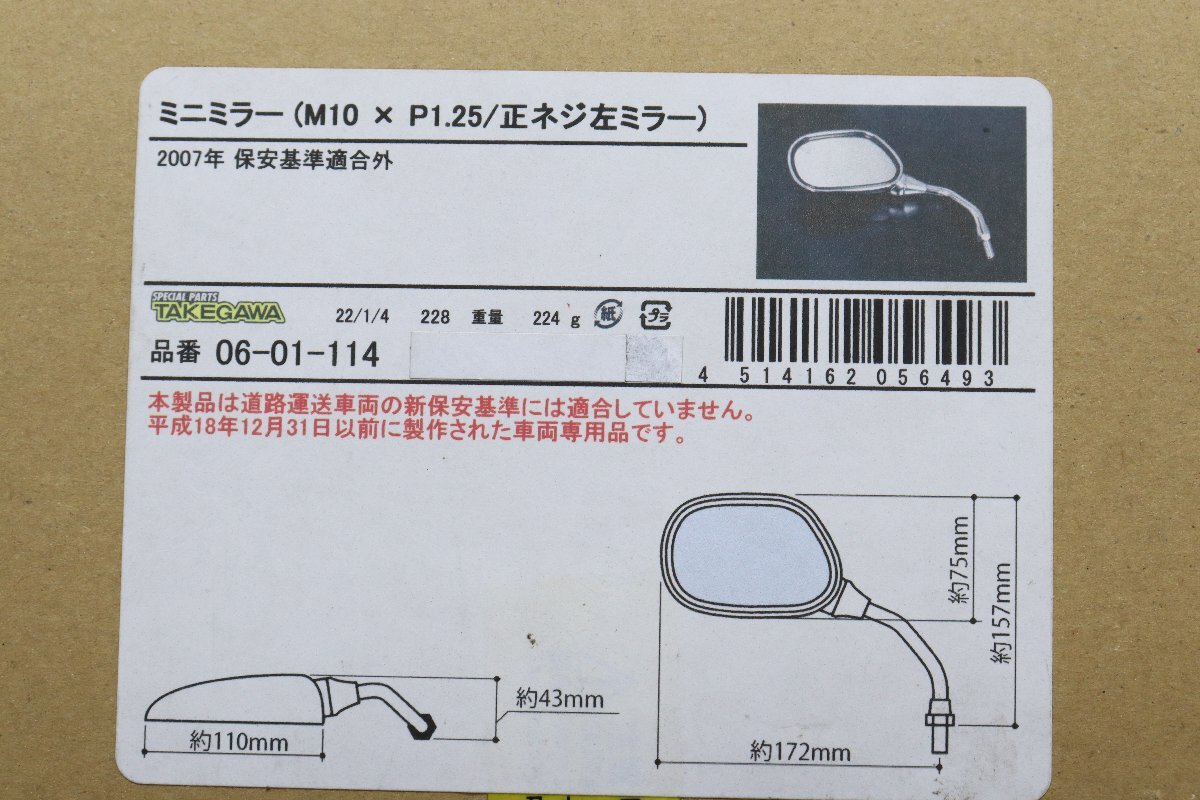 ミニミラー(M10 × P1.25/正ネジ左ミラー)
2007年 保安基準適合外
SPECIAL PARTS
TAKEGAWA
22/1/4 228 重量 224 g 紙 プラ
品番 06-01-114
4 514162 056493
本製品は道路運送車両の新保安基準には適合していません。
平成18年12月31日以前に製作された車両専用品です。
約75mm
約157mm
約43mm
約110mm
約172mm